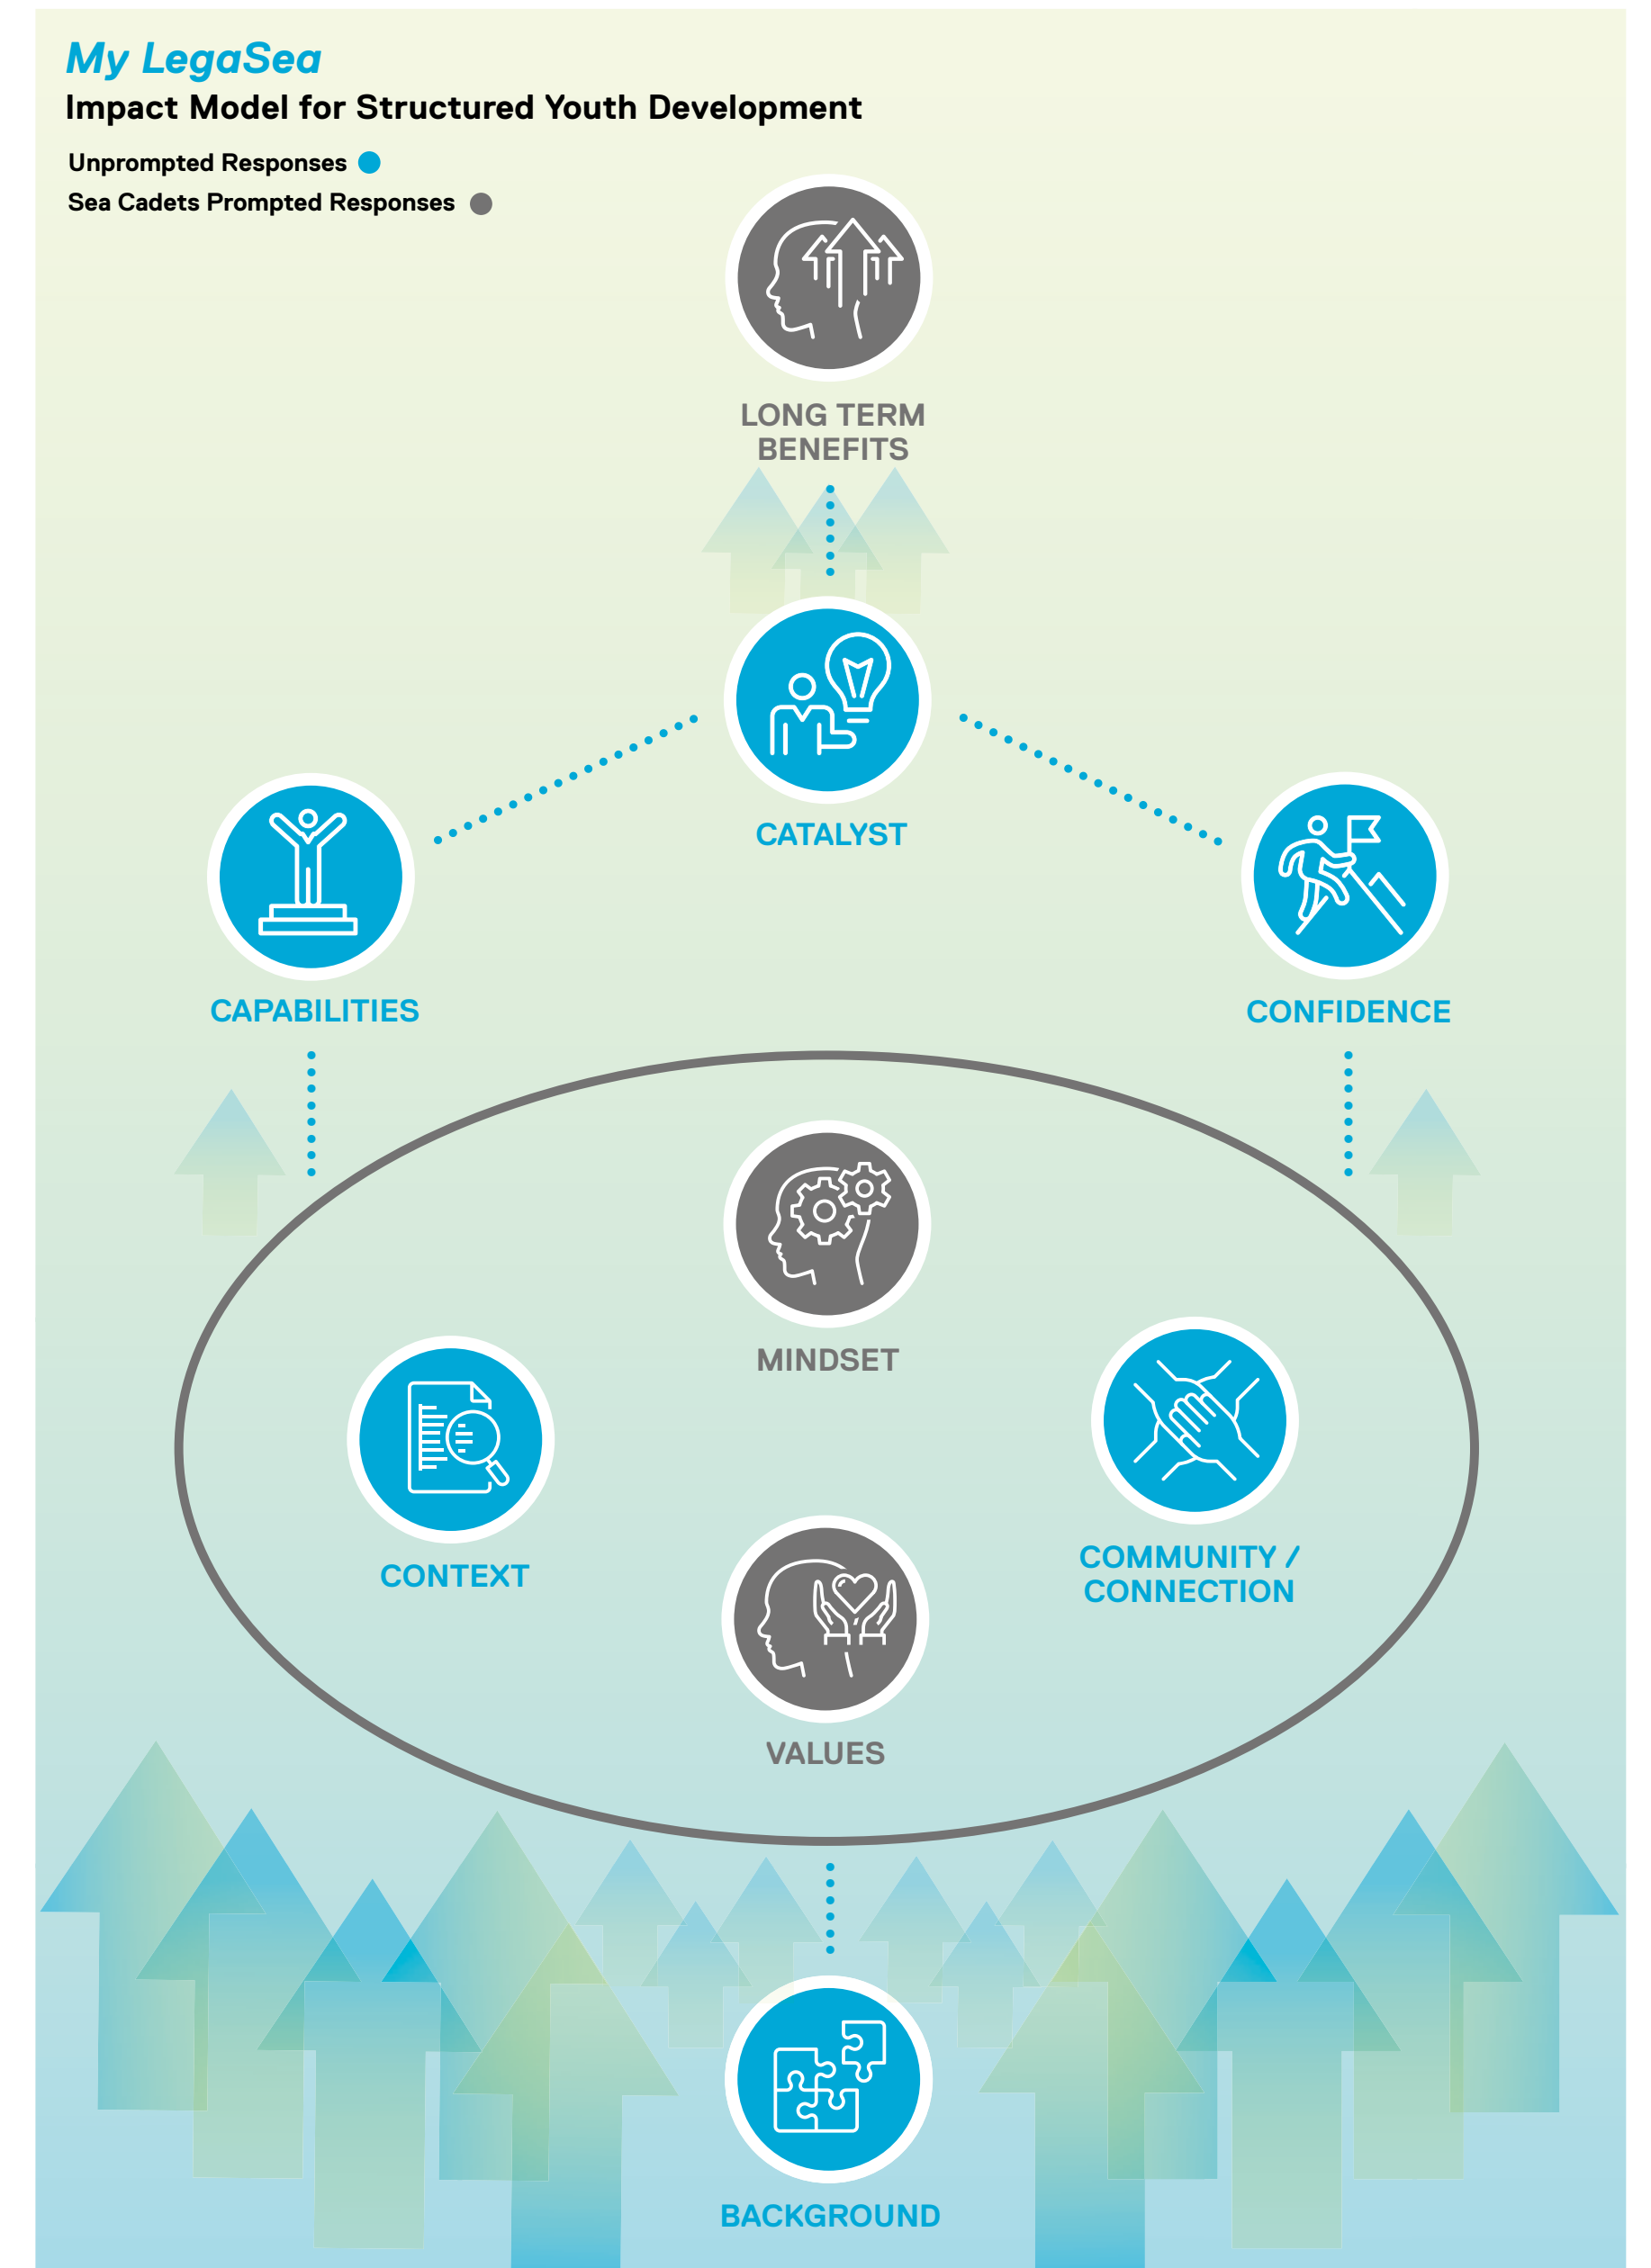 My LegaSea
Impact Model for Structured Youth Development
Unprompted Responses
Sea Cadets Prompted Responses
LONG TERM
BENEFITS
CATALYST
CAPABILITIES
CONFIDENCE
MINDSET
CONTEXT
COMMUNITY /
CONNECTION
VALUES
BACKGROUND